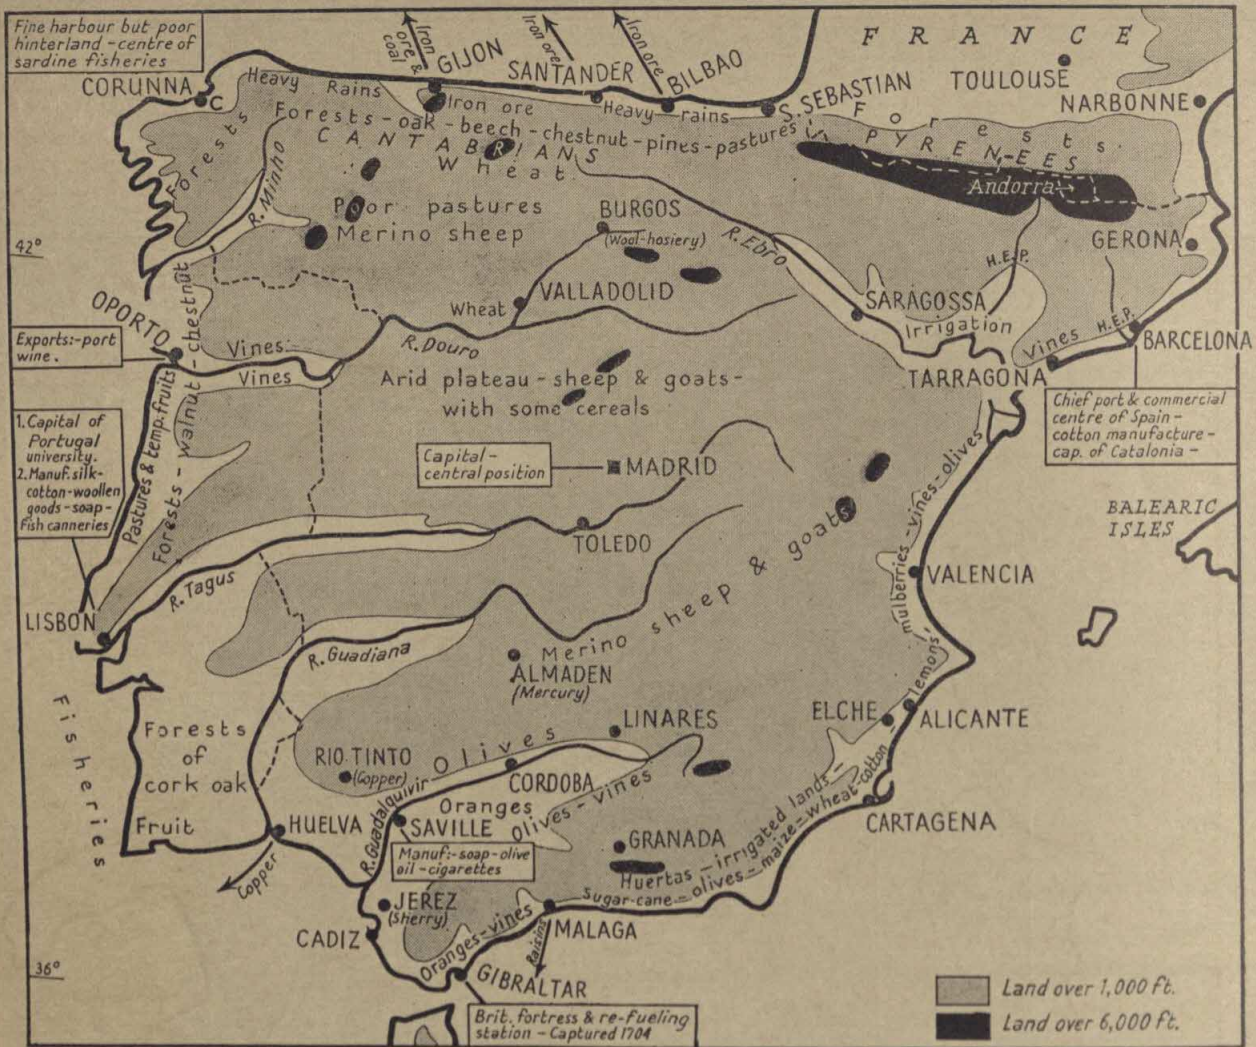 Fine harbour but poor
hinterland - centre of
sardine fisheries
CORUNNA
C
Heavy Rains
Iron
ore &
coal
GIJON
Iron ore
SANTANDER
Iron ore
BILBAO
Heavy rains
S. SEBASTIAN
FRANCE
TOULOUSE
NARBONNE
Iron ore
Forests - oak - beech - chestnut - pines - pastures
CANTABRIANS
Wheat
Forests
PYRENEES
Andorra
Forests
R. Minho
Poor pastures
Merino sheep
BURGOS
(Wool-hosiery)
R. Ebro
H.E.P.
GERONA
42°
OPORTO
Wheat
VALLADOLID
SARAGOSSA
Irrigation
Vines
H.E.P.
BARCELONA
Exports:- port
wine.
Vines
Vines
R. Douro
TARRAGONA
Arid plateau - sheep & goats -
with some cereals
Chief port & commercial
centre of Spain -
cotton manufacture -
cap. of Catalonia -
1. Capital of
Portugal
university.
2. Manuf. silk-
cotton-woollen
goods - soap -
Fish canneries
Pastures & temp. fruits
Forests - walnut - chestnut
Capital -
central position
MADRID
BALEARIC
ISLES
TOLEDO
mulberries - vines - olives
VALENCIA
R. Tagus
LISBON
Merino sheep & goats
R. Guadiana
ALMADEN
(Mercury)
Fisheries
lemons
ELCHE
ALICANTE
Forests
of
cork oak
Fruit
RIO TINTO
(Copper)
Olives
LINARES
CORDOBA
R. Guadalquivir
Oranges
Olives - vines
HUELVA
SAVILLE
CARTAGENA
Copper
Manuf:- soap - olive
oil - cigarettes
GRANADA
Huertas - irrigated lands -
Sugar-cane - olives - maize - wheat - cotton -
JEREZ
(Sherry)
CADIZ
Oranges - vines
MALAGA
Raisins
36°
GIBRALTAR
Brit. fortress & re-fueling
station - Captured 1704
Land over 1,000 ft.
Land over 6,000 ft.